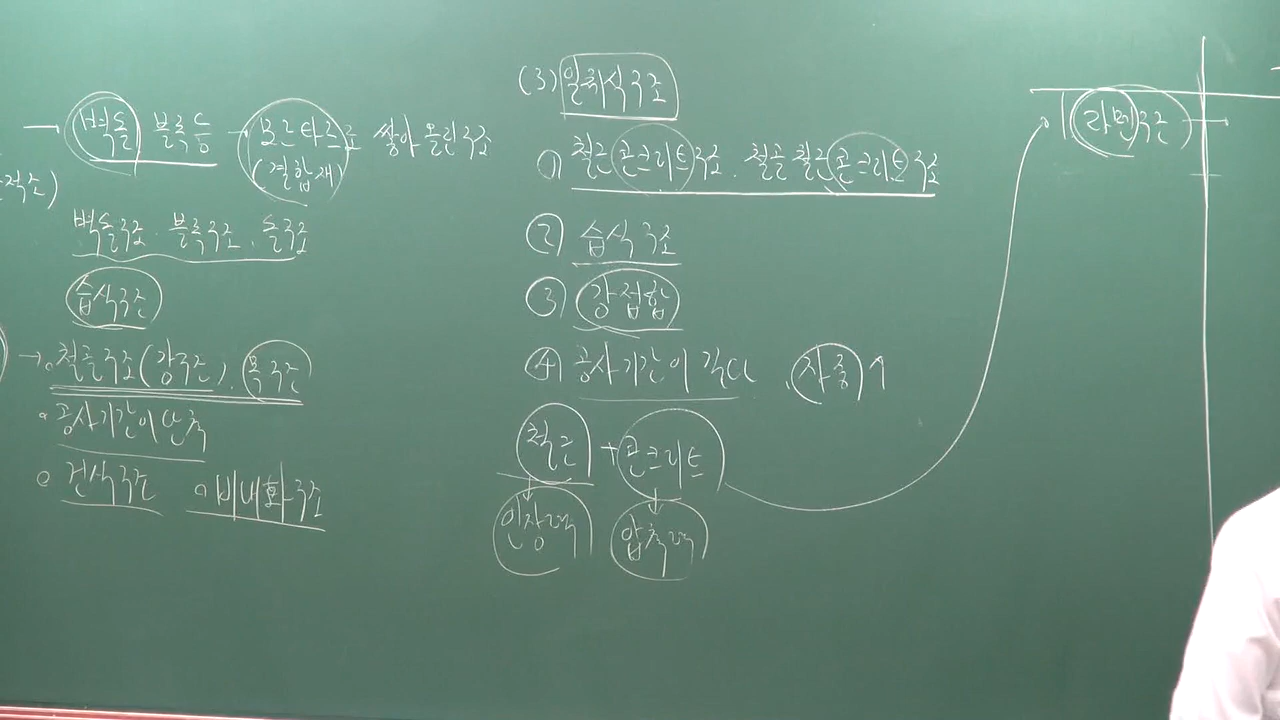 → 벽돌 블록 등 → 모르타르로 쌓아 올린 구조
(결합재)
적조)
벽돌구조. 블록구조. 돌구조
습식구조
→ 。철골구조(강구조). 목구조
。공사기간이 단축
。건식구조 。비내화구조
(3) 일체식구조
① 철근콘크리트구조. 철골철근콘크리트구조
② 습식구조
③ 강접합
④ 공사기간이 길다. 자중↑
철근 + 콘크리트
인장력 압축력
라멘구조